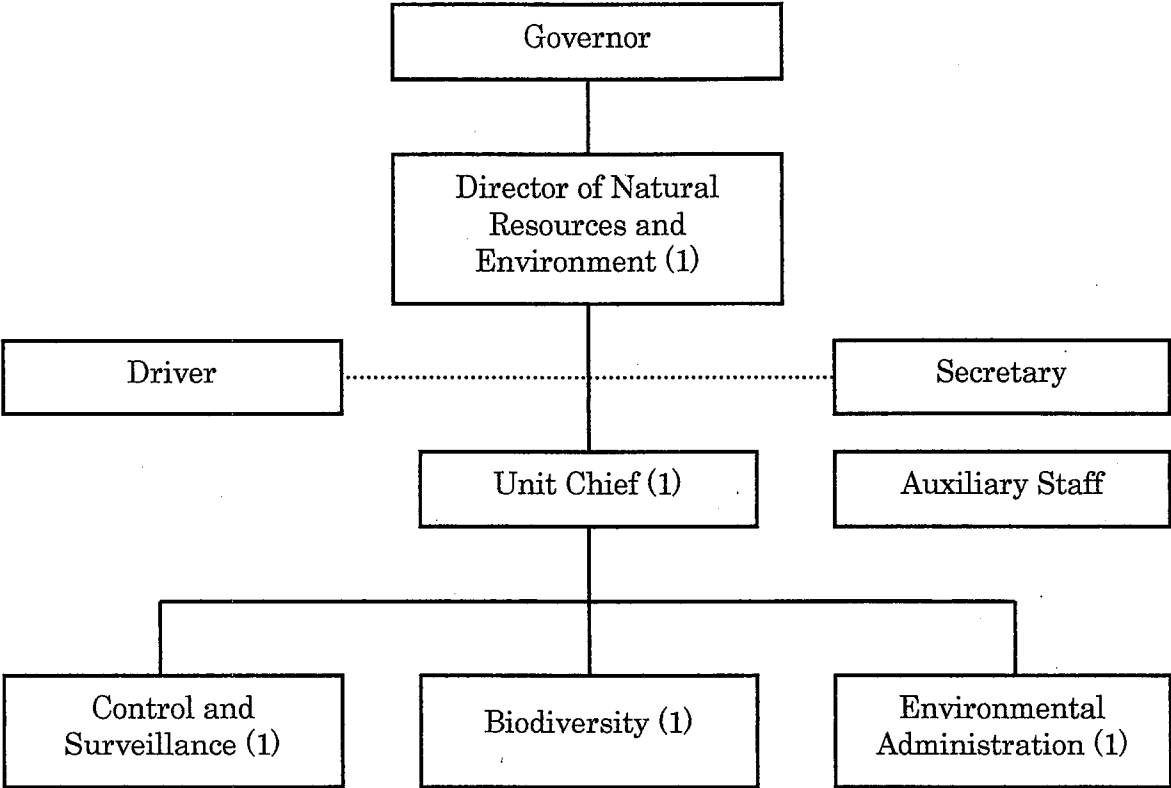 Governor
Director of Natural
Resources and
Environment (1)
Driver
Secretary
Unit Chief (1)
Auxiliary Staff
Control and
Surveillance (1)
Biodiversity (1)
Environmental
Administration (1)